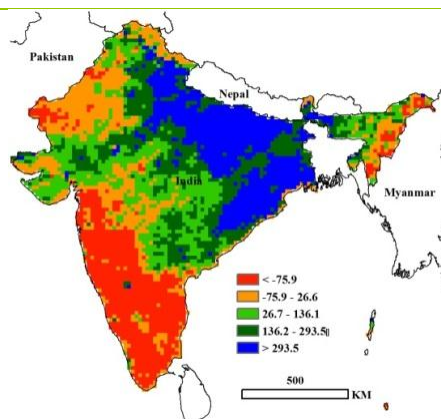 Pakistan
Nepal
India
Myanmar
< -75.9
-75.9 - 26.6
26.7 - 136.1
136.2 - 293.5
> 293.5
500
KM